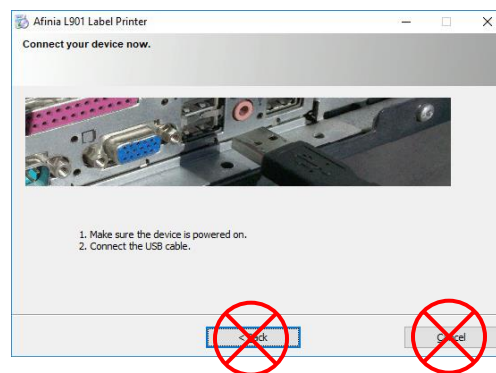 Afinia L901 Label Printer
Connect your device now.
1. Make sure the device is powered on.
2. Connect the USB cable.